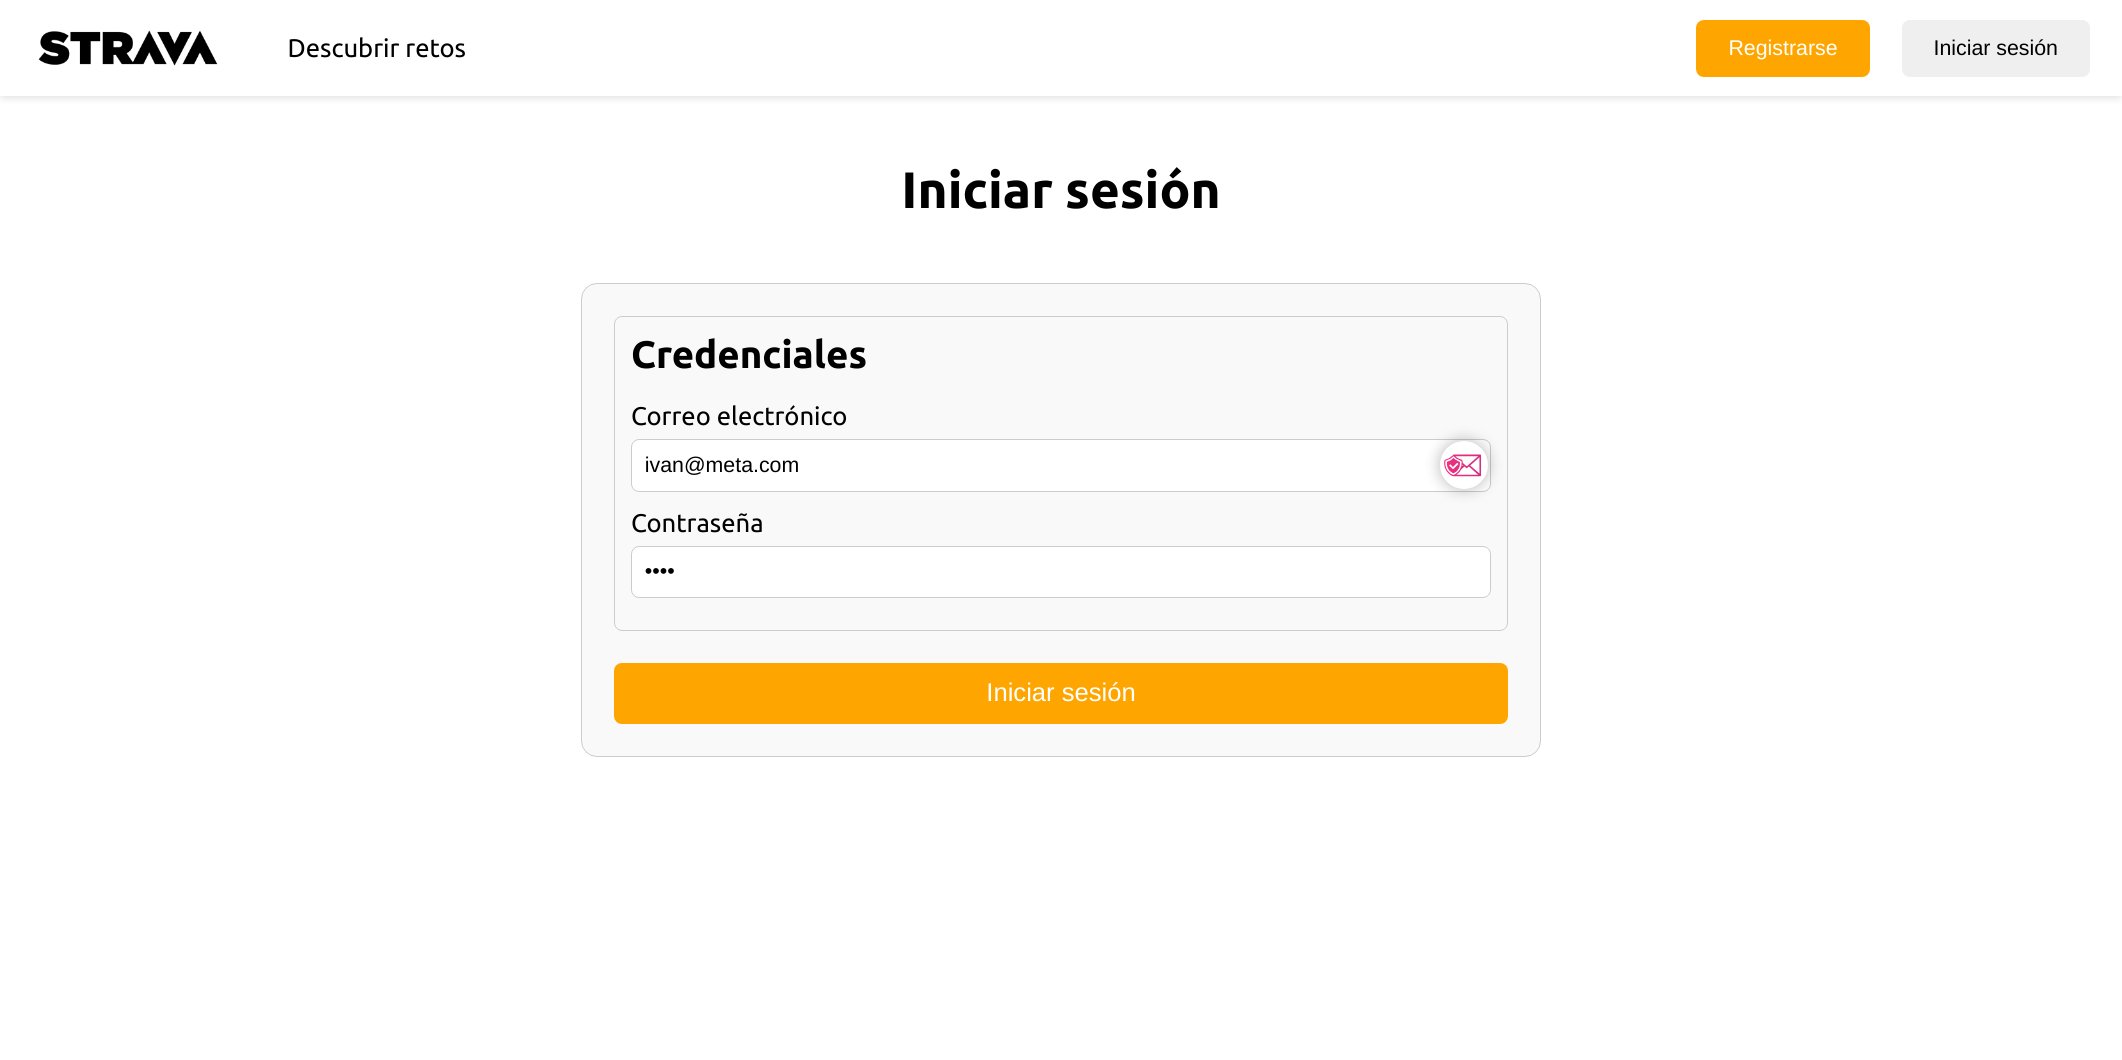 STRAVA Descubrir retos Registrarse Iniciar sesión
Iniciar sesión
Credenciales
Correo electrónico
ivan@meta.com
Contraseña
••••
Iniciar sesión